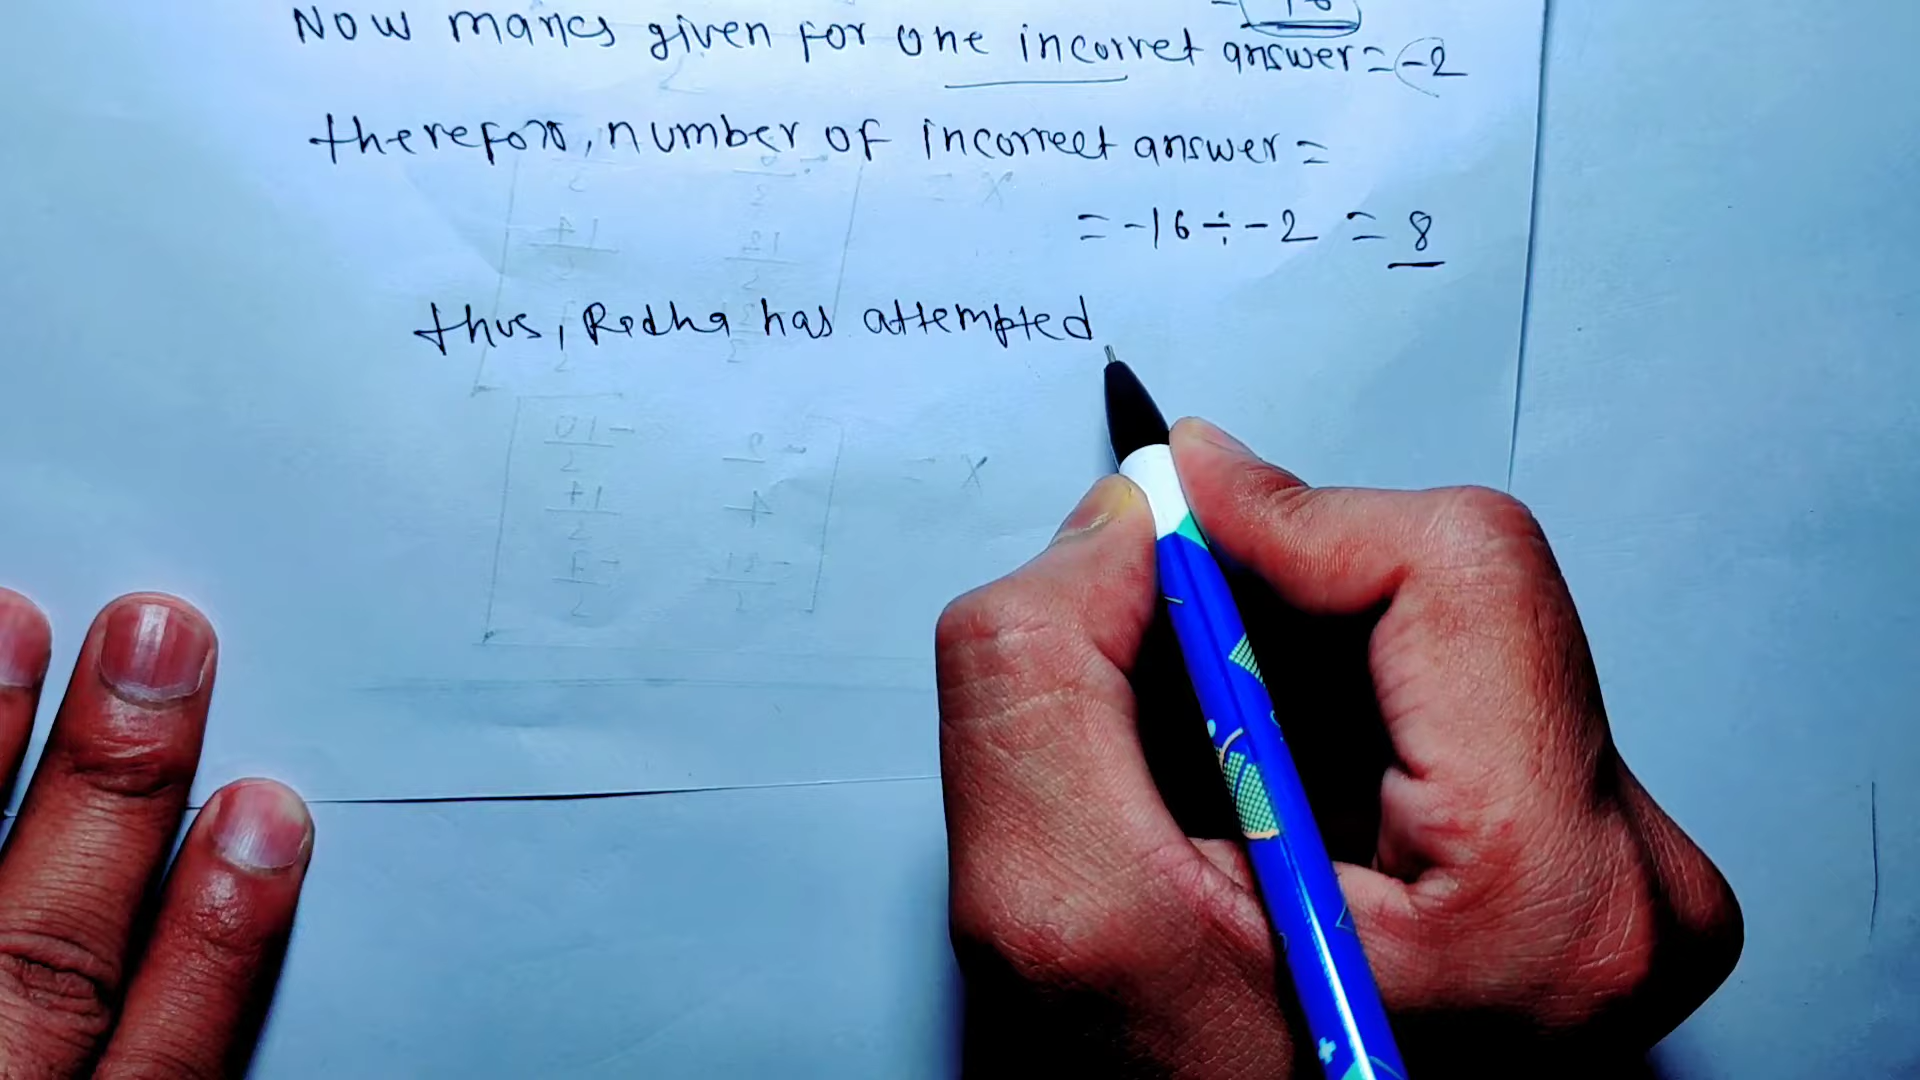 Now marks given for one incorret answer = -2
therefore, number of incorrect answer =
= -16 ÷ -2 = 8
thus, Radha has attempted